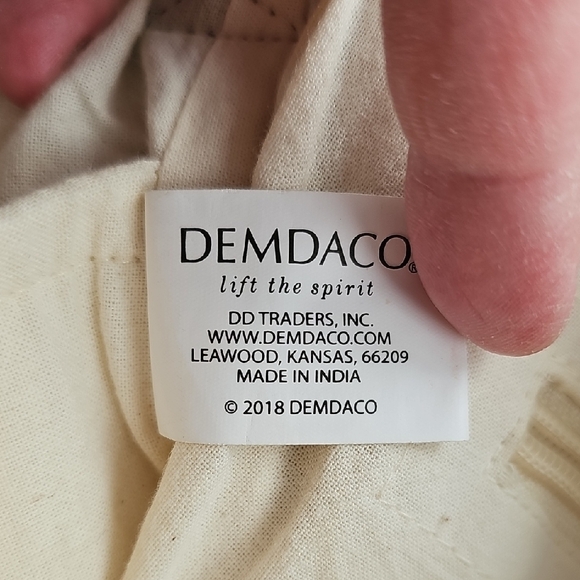 DEMDACO®
lift the spirit
DD TRADERS, INC.
WWW.DEMDACO.COM
LEAWOOD, KANSAS, 66209
MADE IN INDIA
© 2018 DEMDACO